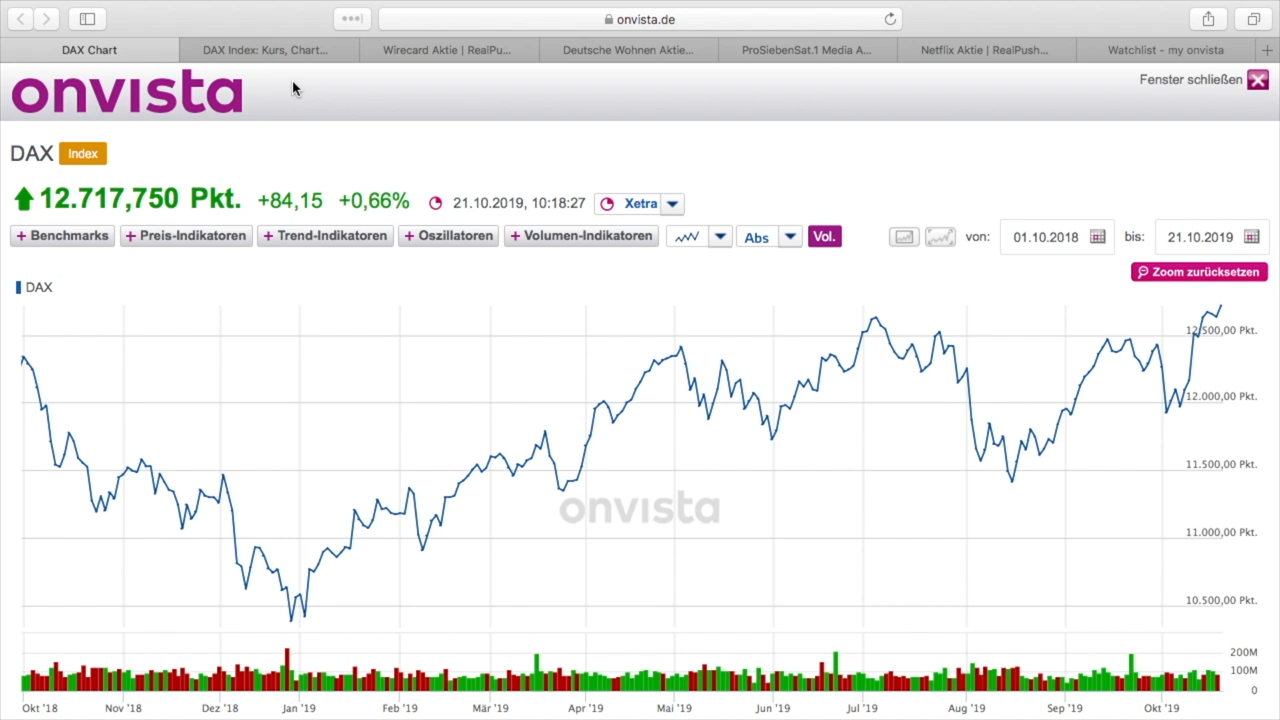 onvista.de
DAX Chart
DAX Index: Kurs, Chart...
Wirecard Aktie | RealPu...
Deutsche Wohnen Aktie...
ProSiebenSat.1 Media A...
Netflix Aktie | RealPush...
Watchlist - my onvista
onvista
Fenster schließen
DAX Index
12.717,750 Pkt. +84,15 +0,66% 21.10.2019, 10:18:27 Xetra
+ Benchmarks + Preis-Indikatoren + Trend-Indikatoren + Oszillatoren + Volumen-Indikatoren Abs Vol. von: 01.10.2018 bis: 21.10.2019
Zoom zurücksetzen
DAX
12.500,00 Pkt.
12.000,00 Pkt.
11.500,00 Pkt.
onvista
11.000,00 Pkt.
10.500,00 Pkt.
200M
100M
0
Okt '18 Nov '18 Dez '18 Jan '19 Feb '19 Mär '19 Apr '19 Mai '19 Jun '19 Jul '19 Aug '19 Sep '19 Okt '19